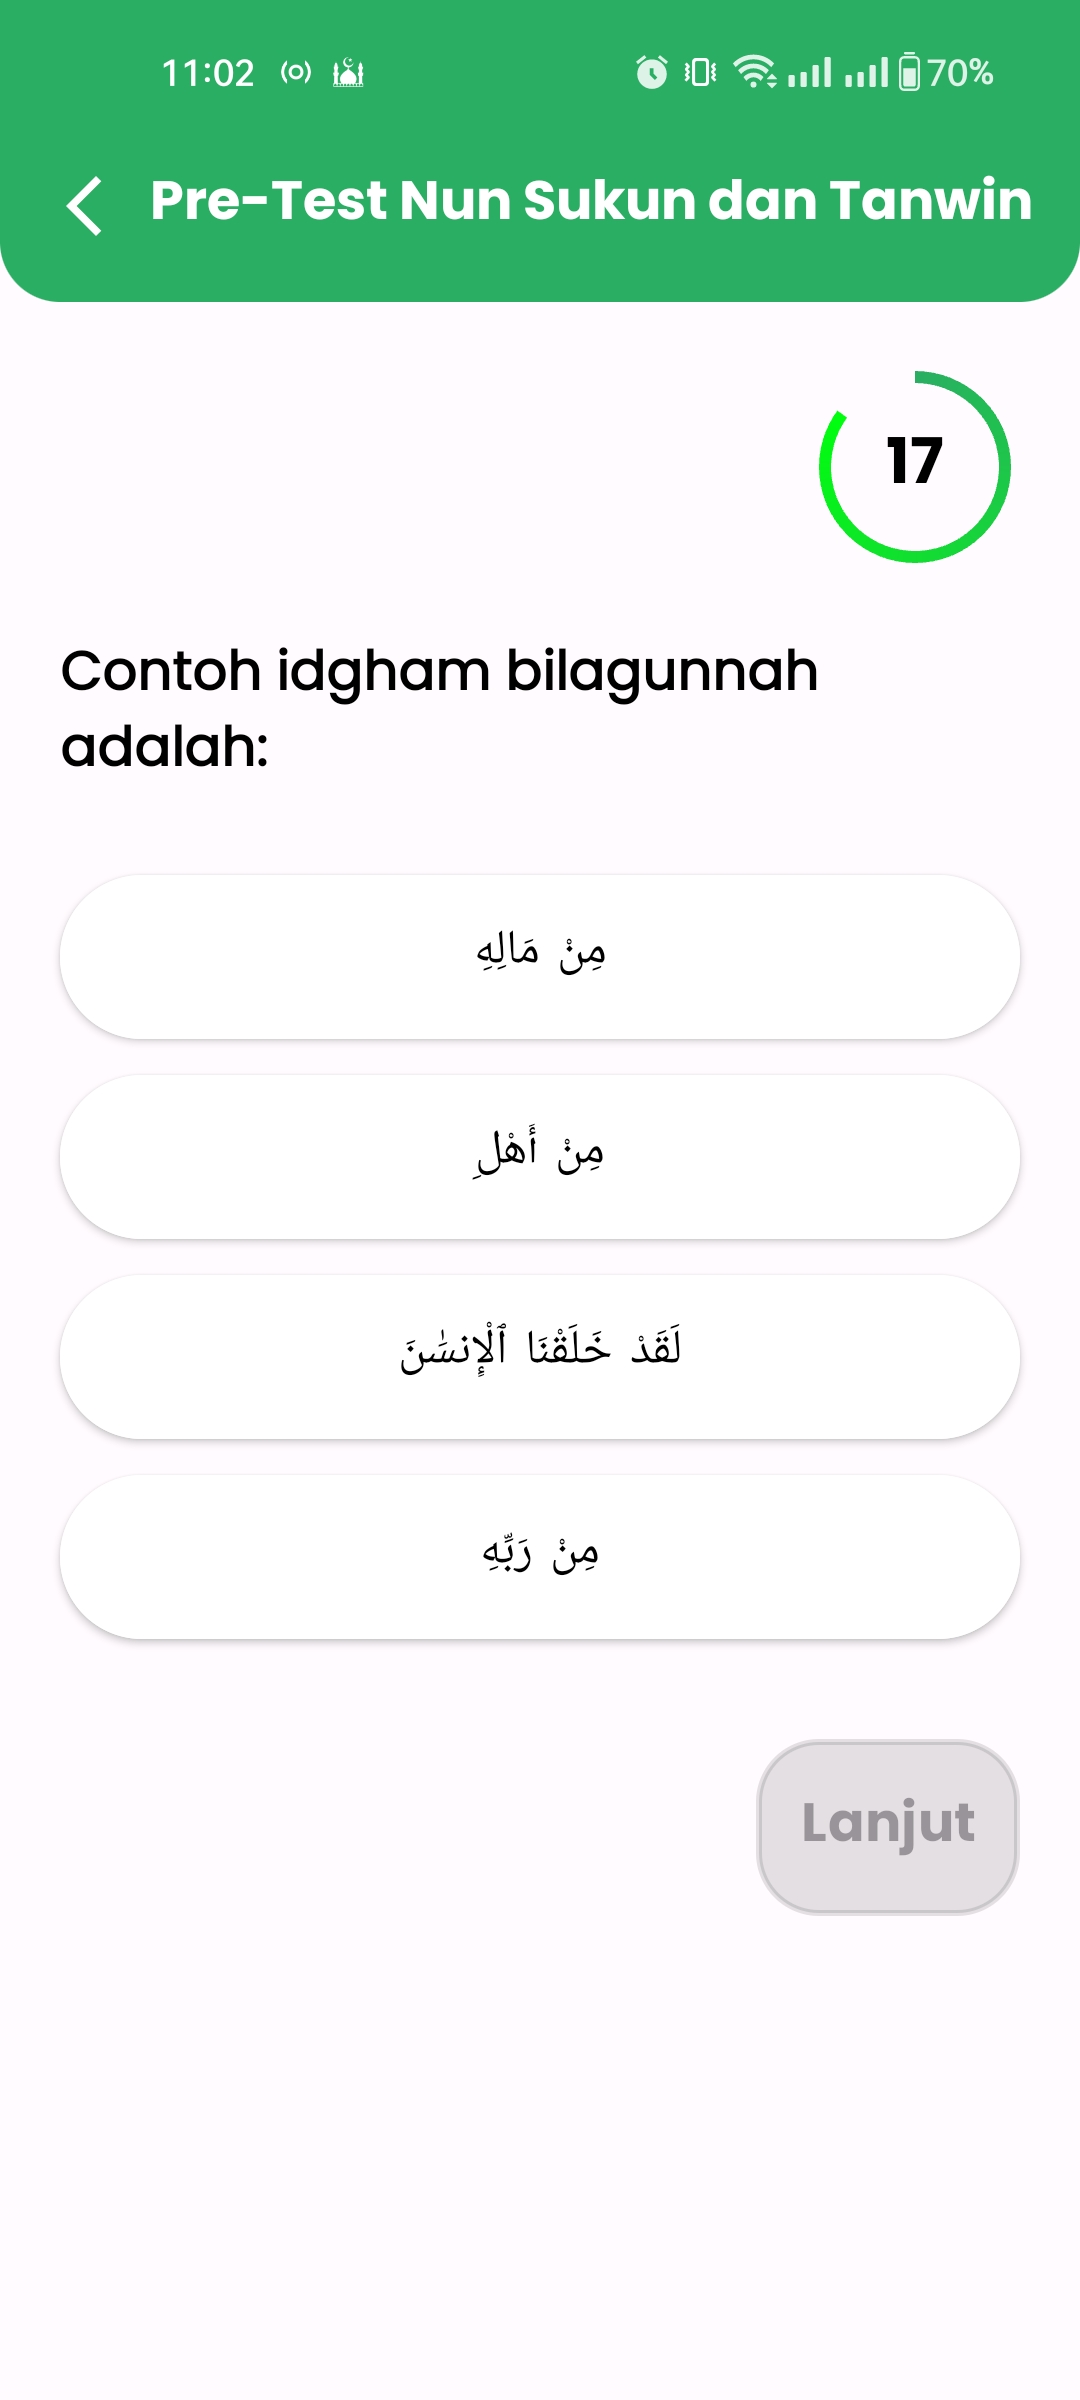 11:02
70%
Pre-Test Nun Sukun dan Tanwin
17
Contoh idgham bilagunnah
adalah:
مِنْ مَالِهِ
مِنْ أَهْلِ
لَقَدْ خَلَقْنَا ٱلْإِنسَٰنَ
مِنْ رَبِّهِ
Lanjut